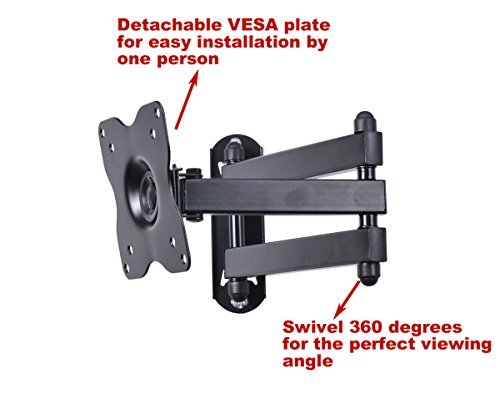 Detachable VESA plate
for easy installation by
one person
Swivel 360 degrees
for the perfect viewing
angle